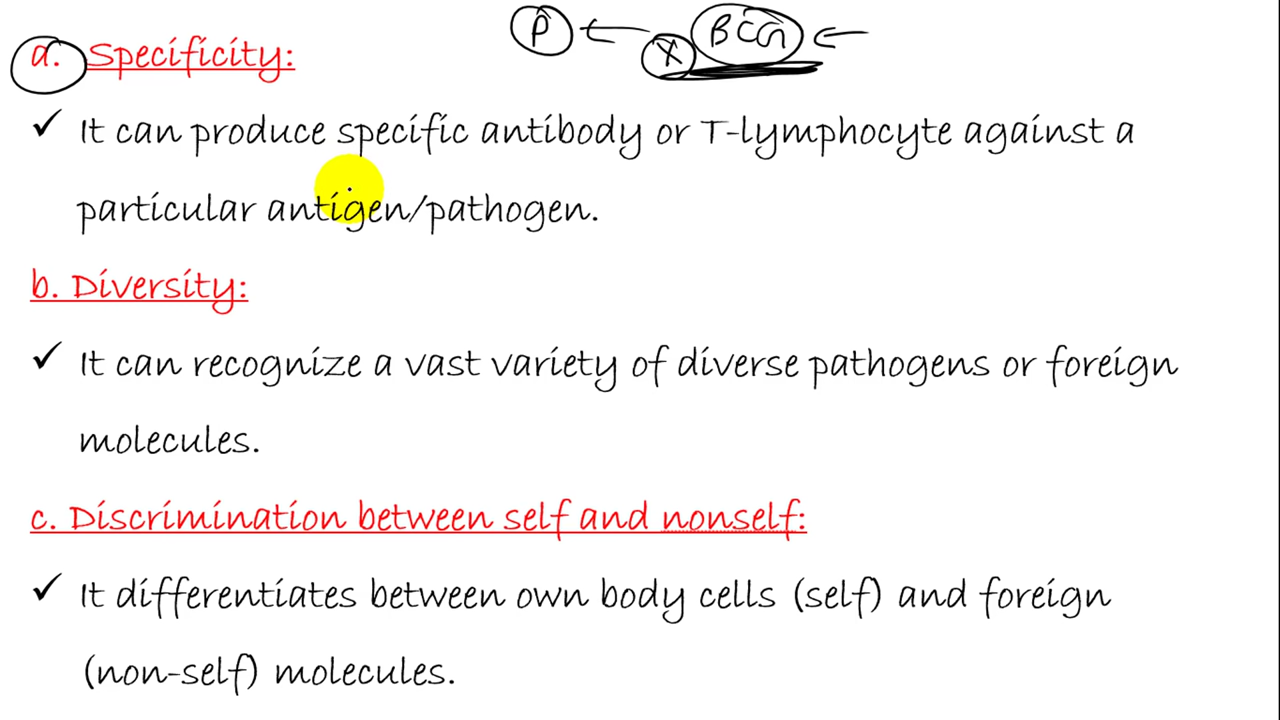 P ← X BCG ←
a. Specificity:
✓ It can produce specific antibody or T-lymphocyte against a
particular antigen/pathogen.
b. Diversity:
✓ It can recognize a vast variety of diverse pathogens or foreign
molecules.
c. Discrimination between self and nonself:
✓ It differentiates between own body cells (self) and foreign
(non-self) molecules.